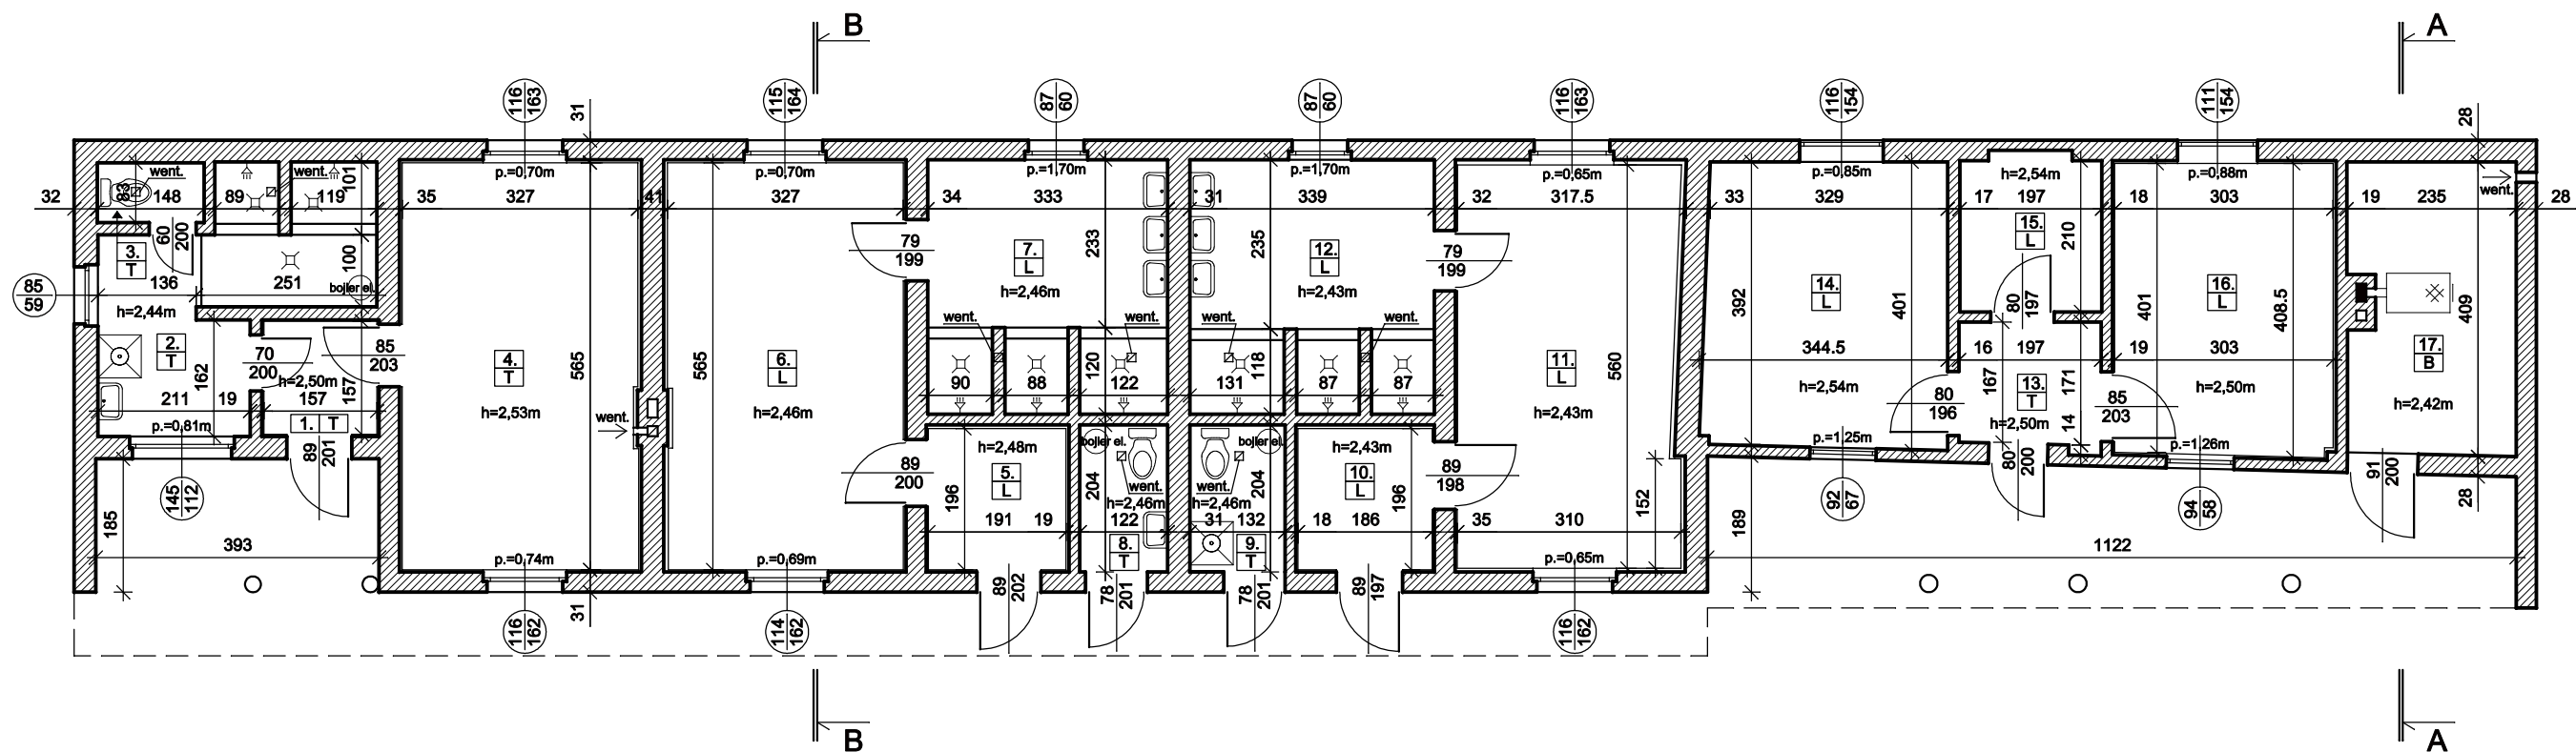 B
A
116
163
115
164
87
60
87
60
116
163
116
154
111
154
31
28
p.=0,70m
p.=0,70m
p.=1,70m
p.=1,70m
p.=0,65m
p.=0,85m
h=2,54m
p.=0,88m
went.
went.
went.
32
83
148
89
119
101
35
327
41
327
34
333
31
339
32
317.5
33
329
17
197
18
303
19
235
28
60
200
3.
T
100
79
199
7.
L
233
235
12.
L
79
199
15.
L
210
85
59
136
251
bojler el.
h=2,46m
h=2,43m
14.
L
16.
L
h=2,44m
80
197
392
401
401
408.5
409
went.
went.
went.
went.
2.
T
70
200
85
203
4.
T
565
565
6.
L
120
118
11.
L
560
344.5
16
197
19
303
17.
B
162
h=2,50m
157
90
88
122
131
87
87
h=2,54m
167
13.
T
171
h=2,50m
211
19
157
h=2,53m
h=2,46m
h=2,43m
80
196
85
203
h=2,42m
went.
p.=0,81m
1.
T
h=2,50m
14
89
201
bojler el.
bojler el.
h=2,48m
h=2,43m
p.=1,25m
p.=1,26m
80
200
91
200
89
200
5.
L
196
204
went.
went.
204
10.
L
196
89
198
145
112
h=2,46m
h=2,46m
152
92
67
94
58
28
185
191
19
122
31
132
18
186
35
310
189
393
8.
T
9.
T
1122
p.=0,74m
p.=0,69m
p.=0,65m
89
202
78
201
78
201
89
197
31
116
162
114
162
116
162
B
A